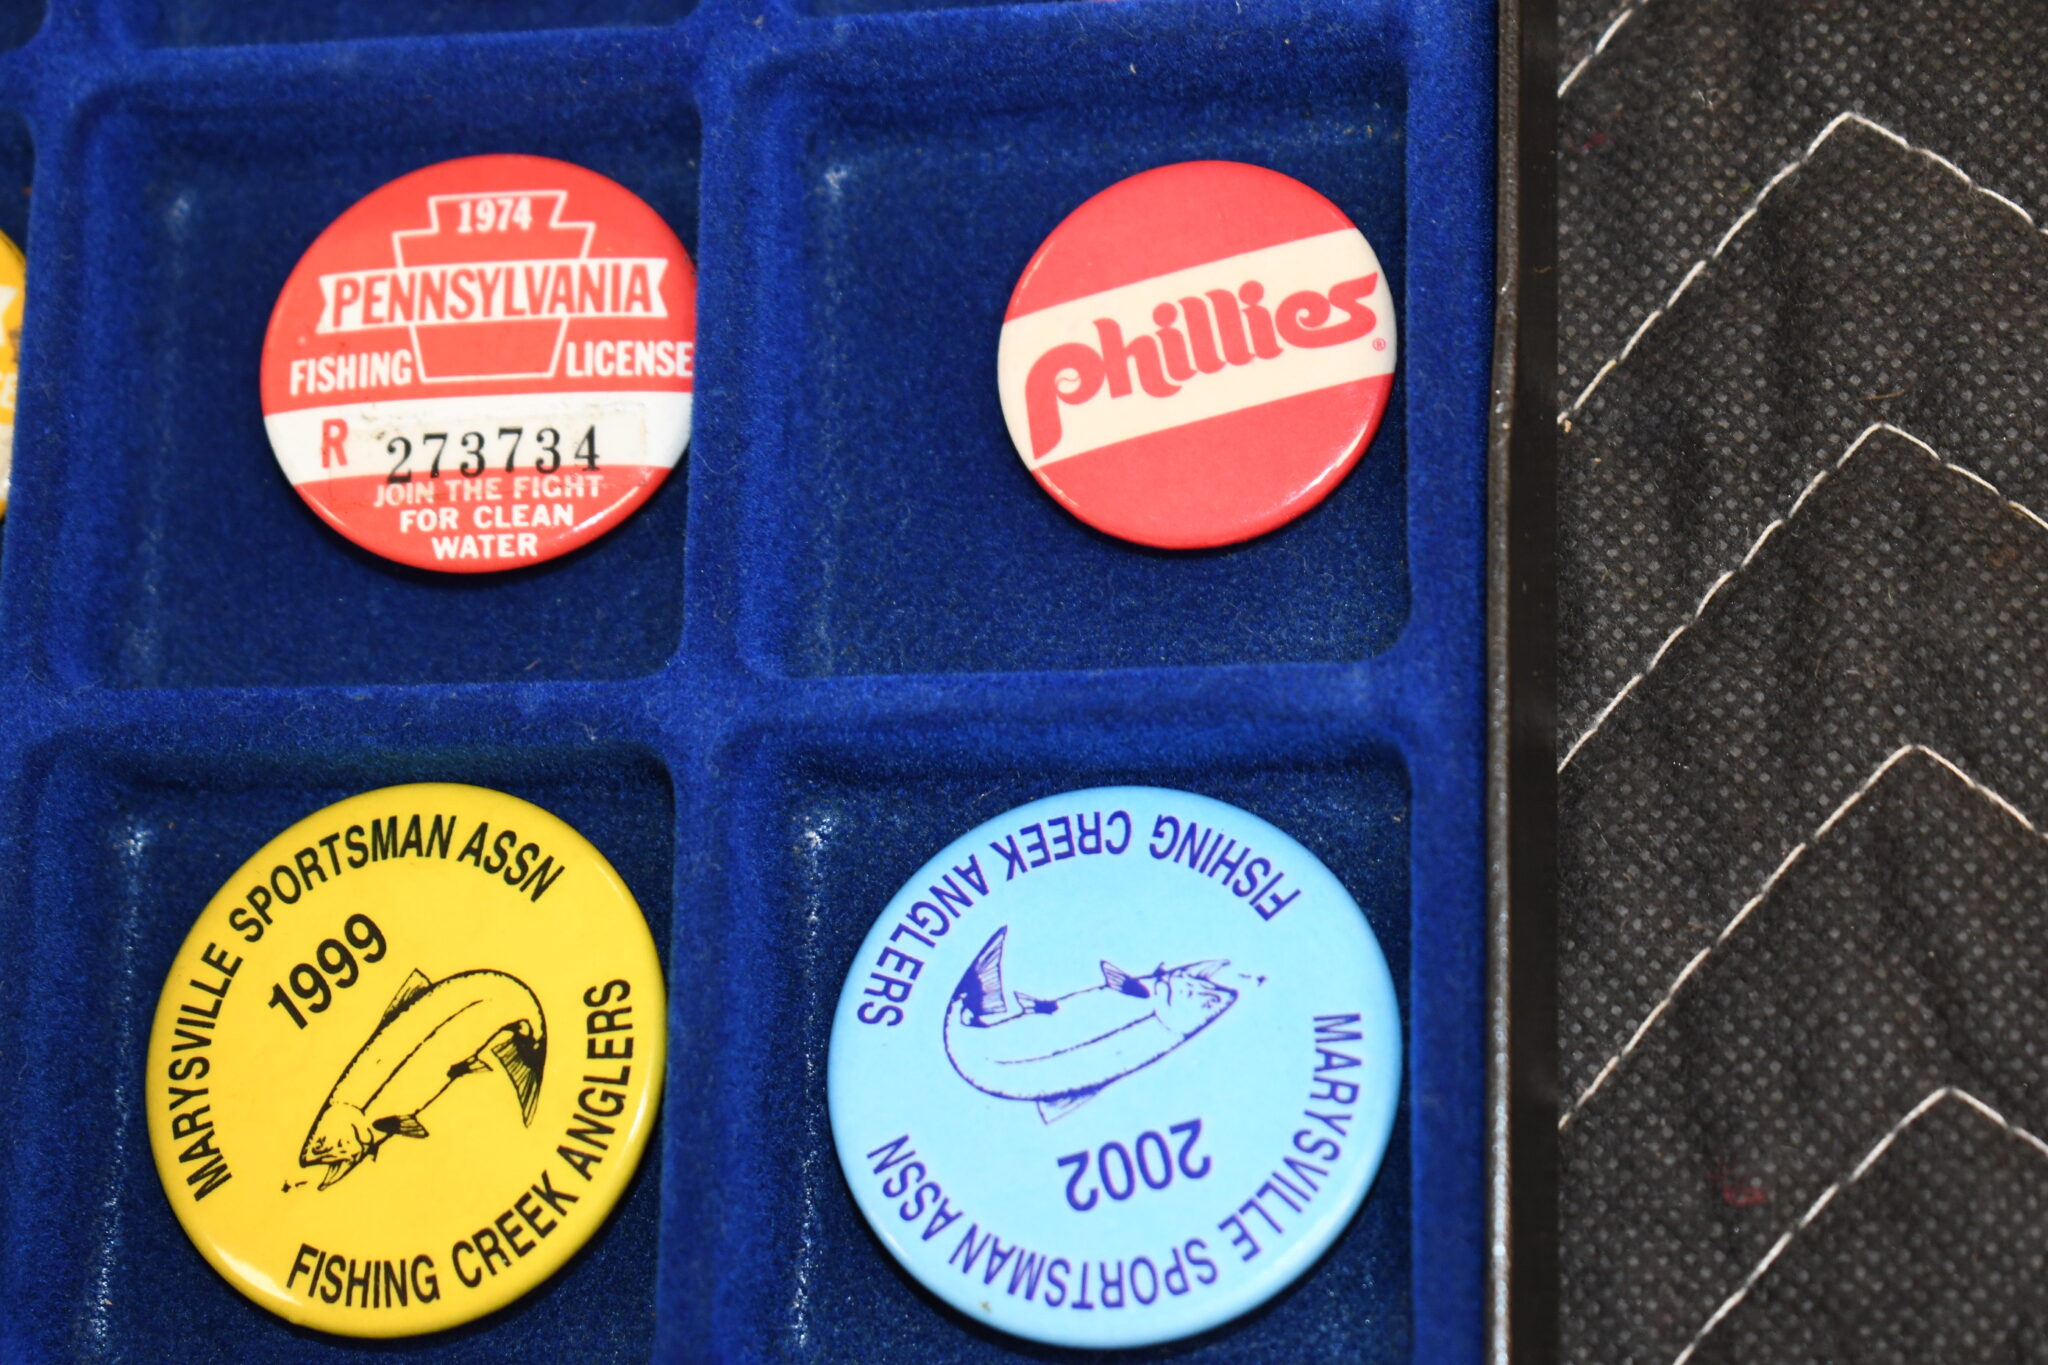 1974
PENNSYLVANIA
FISHING LICENSE
R 273734
JOIN THE FIGHT
FOR CLEAN
WATER
phillies®
MARYSVILLE SPORTSMAN ASSN
1999
FISHING CREEK ANGLERS
MARYSVILLE SPORTSMAN ASSN
2002
FISHING CREEK ANGLERS